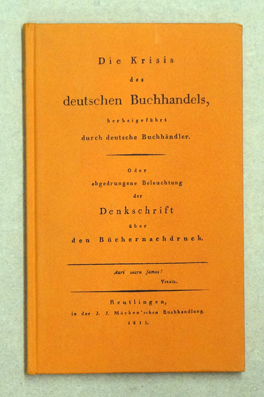 Die Krisis
des
deutschen Buchhandels,
herbeigeführt
durch deutsche Buchhändler.
Oder
abgedrungene Beleuchtung
der
Denkschrift
über
den Büchernachdruck.
Auri sacra fames!
Reutlingen,
in der J. J. Mäcken'schen Buchhandlung.